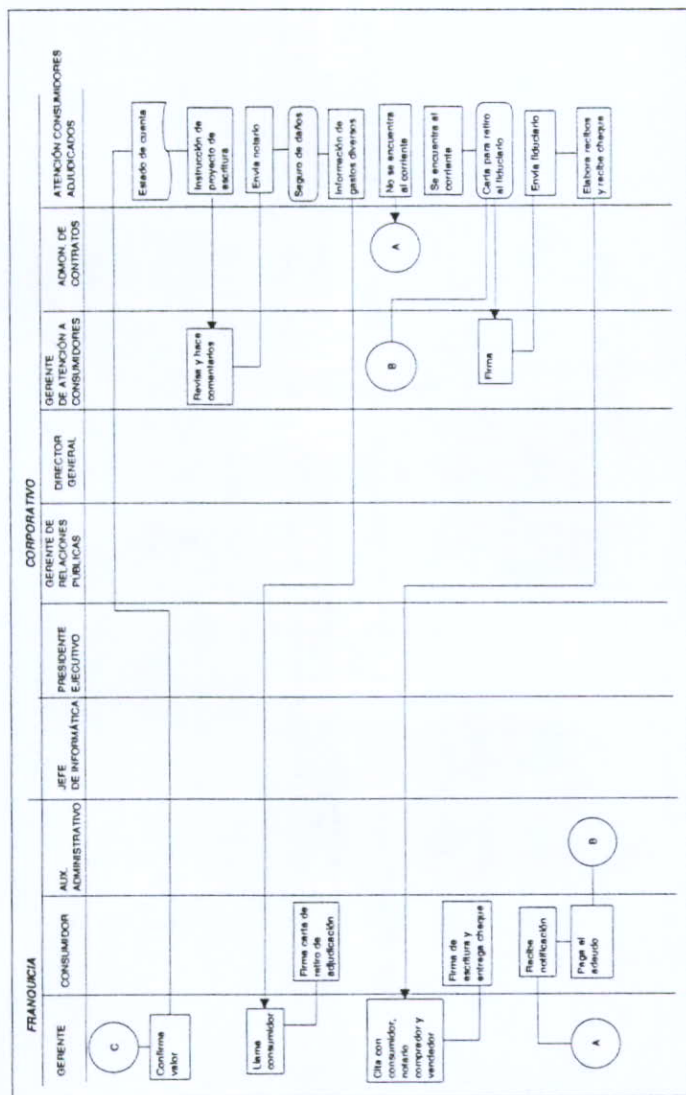 FRANQUICIA
CORPORATIVO
GERENTE
CONSUMIDOR
AUX.
ADMINISTRATIVO
JEFE
DE INFORMÁTICA
PRESIDENTE
EJECUTIVO
GERENTE DE
RELACIONES
PUBLICAS
DIRECTOR
GENERAL
GERENTE
DE ATENCIÓN A
CONSUMIDORES
ADMON. DE
CONTRATOS
ATENCIÓN CONSUMIDORES
ADJUDICADOS
C
Confirma
valor
Estado de cuenta
Instrucción de
proyecto de
escritura
Revisa y hace
comentarios
Envía notario
Seguro de daños
Información de
gastos diversos
Llama
consumidor
Firma carta de
retiro de
adjudicación
No se encuentra
al corriente
A
Se encuentra al
corriente
B
Carta para retiro
al fiduciario
Firma
Envía fiduciario
Elabora recibos
y recibe cheque
Cita con
consumidor,
notario
comprador y
vendedor
Firma de
escritura y
entrega cheque
A
Recibe
notificación
Paga el
adeudo
B